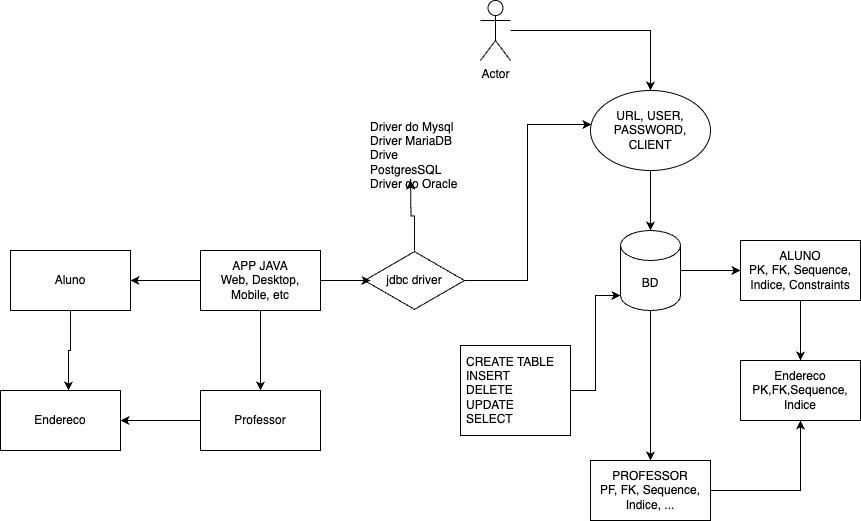 Actor
URL, USER,
PASSWORD,
CLIENT
Driver do Mysql
Driver MariaDB
Drive
PostgresSQL
Driver do Oracle
Aluno
APP JAVA
Web, Desktop,
Mobile, etc
jdbc driver
BD
ALUNO
PK, FK, Sequence,
Indice, Constraints
CREATE TABLE
INSERT
DELETE
UPDATE
SELECT
Endereco
PK,FK,Sequence,
Indice
Endereco
Professor
PROFESSOR
PF, FK, Sequence,
Indice, ...